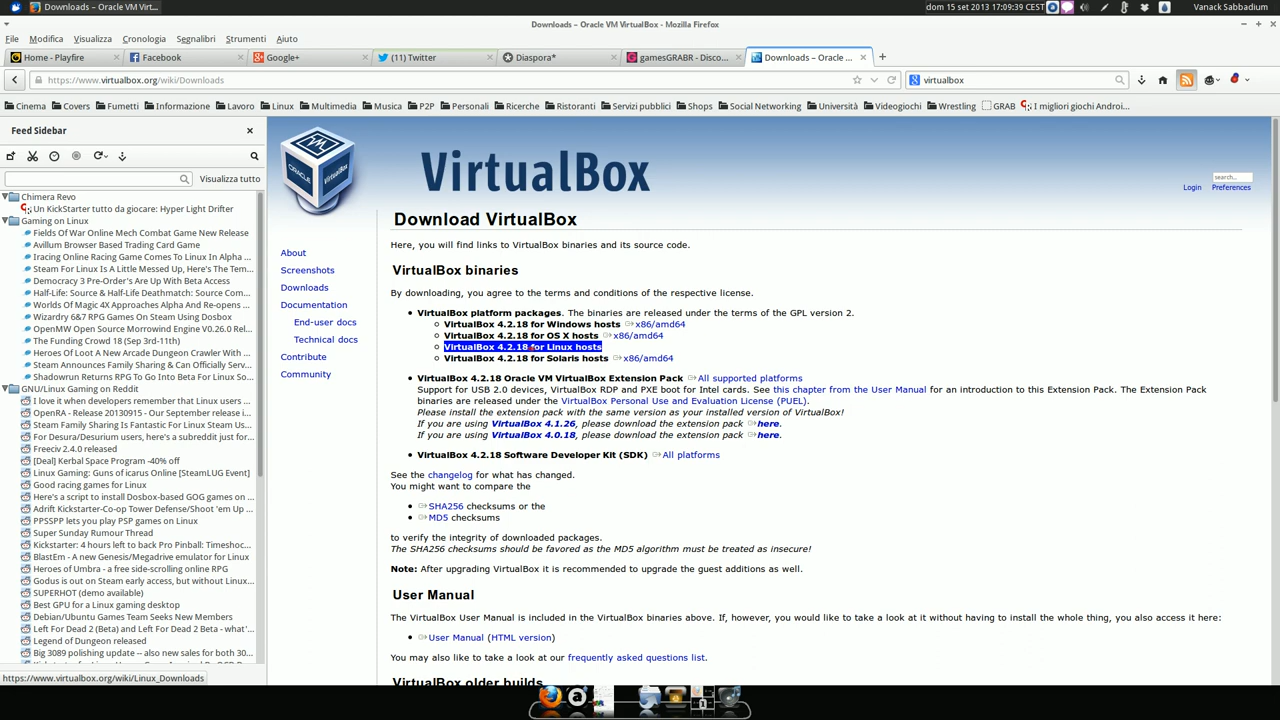 Downloads – Oracle VM Virt...
dom 15 set 2013 17:09:39 CEST
Vanack Sabbadium
Downloads – Oracle VM VirtualBox - Mozilla Firefox
File Modifica Visualizza Cronologia Segnalibri Strumenti Aiuto
Home - Playfire
Facebook
Google+
(11) Twitter
Diaspora*
gamesGRABR - Disco...
Downloads – Oracle ...
https://www.virtualbox.org/wiki/Downloads
virtualbox
Cinema Covers Fumetti Informazione Lavoro Linux Multimedia Musica P2P Personali Ricerche Ristoranti Servizi pubblici Shops Social Networking Università Videogiochi Wrestling GRAB I migliori giochi Androi...
Feed Sidebar
Visualizza tutto
Chimera Revo
Un KickStarter tutto da giocare: Hyper Light Drifter
Gaming on Linux
Fields Of War Online Mech Combat Game New Release
Avillum Browser Based Trading Card Game
Iracing Online Racing Game Comes To Linux In Alpha ...
Steam For Linux Is A Little Messed Up, Here's The Tem...
Democracy 3 Pre-Order's Are Up With Beta Access
Half-Life: Source & Half-Life Deathmatch: Source Com...
Worlds Of Magic 4X Approaches Alpha And Re-opens ...
Wizardry 6&7 RPG Games On Steam Using Dosbox
OpenMW Open Source Morrowind Engine V0.26.0 Rel...
The Funding Crowd 18 (Sep 3rd-11th)
Heroes Of Loot A New Arcade Dungeon Crawler With ...
Steam Announces Family Sharing & Can Officially Serv...
Shadowrun Returns RPG To Go Into Beta For Linux So...
GNU/Linux Gaming on Reddit
I love it when developers remember that Linux users ...
OpenRA - Release 20130915 - Our September release i...
Steam Family Sharing Is Fantastic For Linux Steam Us...
For Desura/Desurium users, here's a subreddit just for...
Freeciv 2.4.0 released
[Deal] Kerbal Space Program -40% off
Linux Gaming: Guns of icarus Online [SteamLUG Event]
Good racing games for Linux
Here's a script to install Dosbox-based GOG games on ...
Adrift Kickstarter-Co-op Tower Defense/Shoot 'em Up ...
PPSSPP lets you play PSP games on Linux
Super Sunday Rumour Thread
Kickstarter: 4 hours left to back Pro Pinball: Timeshoc...
BlastEm - A new Genesis/Megadrive emulator for Linux
Heroes of Umbra - a free side-scrolling online RPG
Godus is out on Steam early access, but without Linux...
SUPERHOT (demo available)
Best GPU for a Linux gaming desktop
Debian/Ubuntu Games Team Seeks New Members
Left For Dead 2 (Beta) and Left For Dead 2 Beta - what'...
Legend of Dungeon released
Big 3089 polishing update -- also new sales for both 30...
https://www.virtualbox.org/wiki/Linux_Downloads
ORACLE
VirtualBox
search...
Login Preferences
About
Screenshots
Downloads
Documentation
End-user docs
Technical docs
Contribute
Community
Download VirtualBox
Here, you will find links to VirtualBox binaries and its source code.
VirtualBox binaries
By downloading, you agree to the terms and conditions of the respective license.
VirtualBox platform packages. The binaries are released under the terms of the GPL version 2.
VirtualBox 4.2.18 for Windows hosts x86/amd64
VirtualBox 4.2.18 for OS X hosts x86/amd64
VirtualBox 4.2.18 for Linux hosts
VirtualBox 4.2.18 for Solaris hosts x86/amd64
VirtualBox 4.2.18 Oracle VM VirtualBox Extension Pack All supported platforms
Support for USB 2.0 devices, VirtualBox RDP and PXE boot for Intel cards. See this chapter from the User Manual for an introduction to this Extension Pack. The Extension Pack
binaries are released under the VirtualBox Personal Use and Evaluation License (PUEL).
Please install the extension pack with the same version as your installed version of VirtualBox!
If you are using VirtualBox 4.1.26, please download the extension pack here.
If you are using VirtualBox 4.0.18, please download the extension pack here.
VirtualBox 4.2.18 Software Developer Kit (SDK) All platforms
See the changelog for what has changed.
You might want to compare the
SHA256 checksums or the
MD5 checksums
to verify the integrity of downloaded packages.
The SHA256 checksums should be favored as the MD5 algorithm must be treated as insecure!
Note: After upgrading VirtualBox it is recommended to upgrade the guest additions as well.
User Manual
The VirtualBox User Manual is included in the VirtualBox binaries above. If, however, you would like to take a look at it without having to install the whole thing, you also access it here:
User Manual (HTML version)
You may also like to take a look at our frequently asked questions list.
VirtualBox older builds